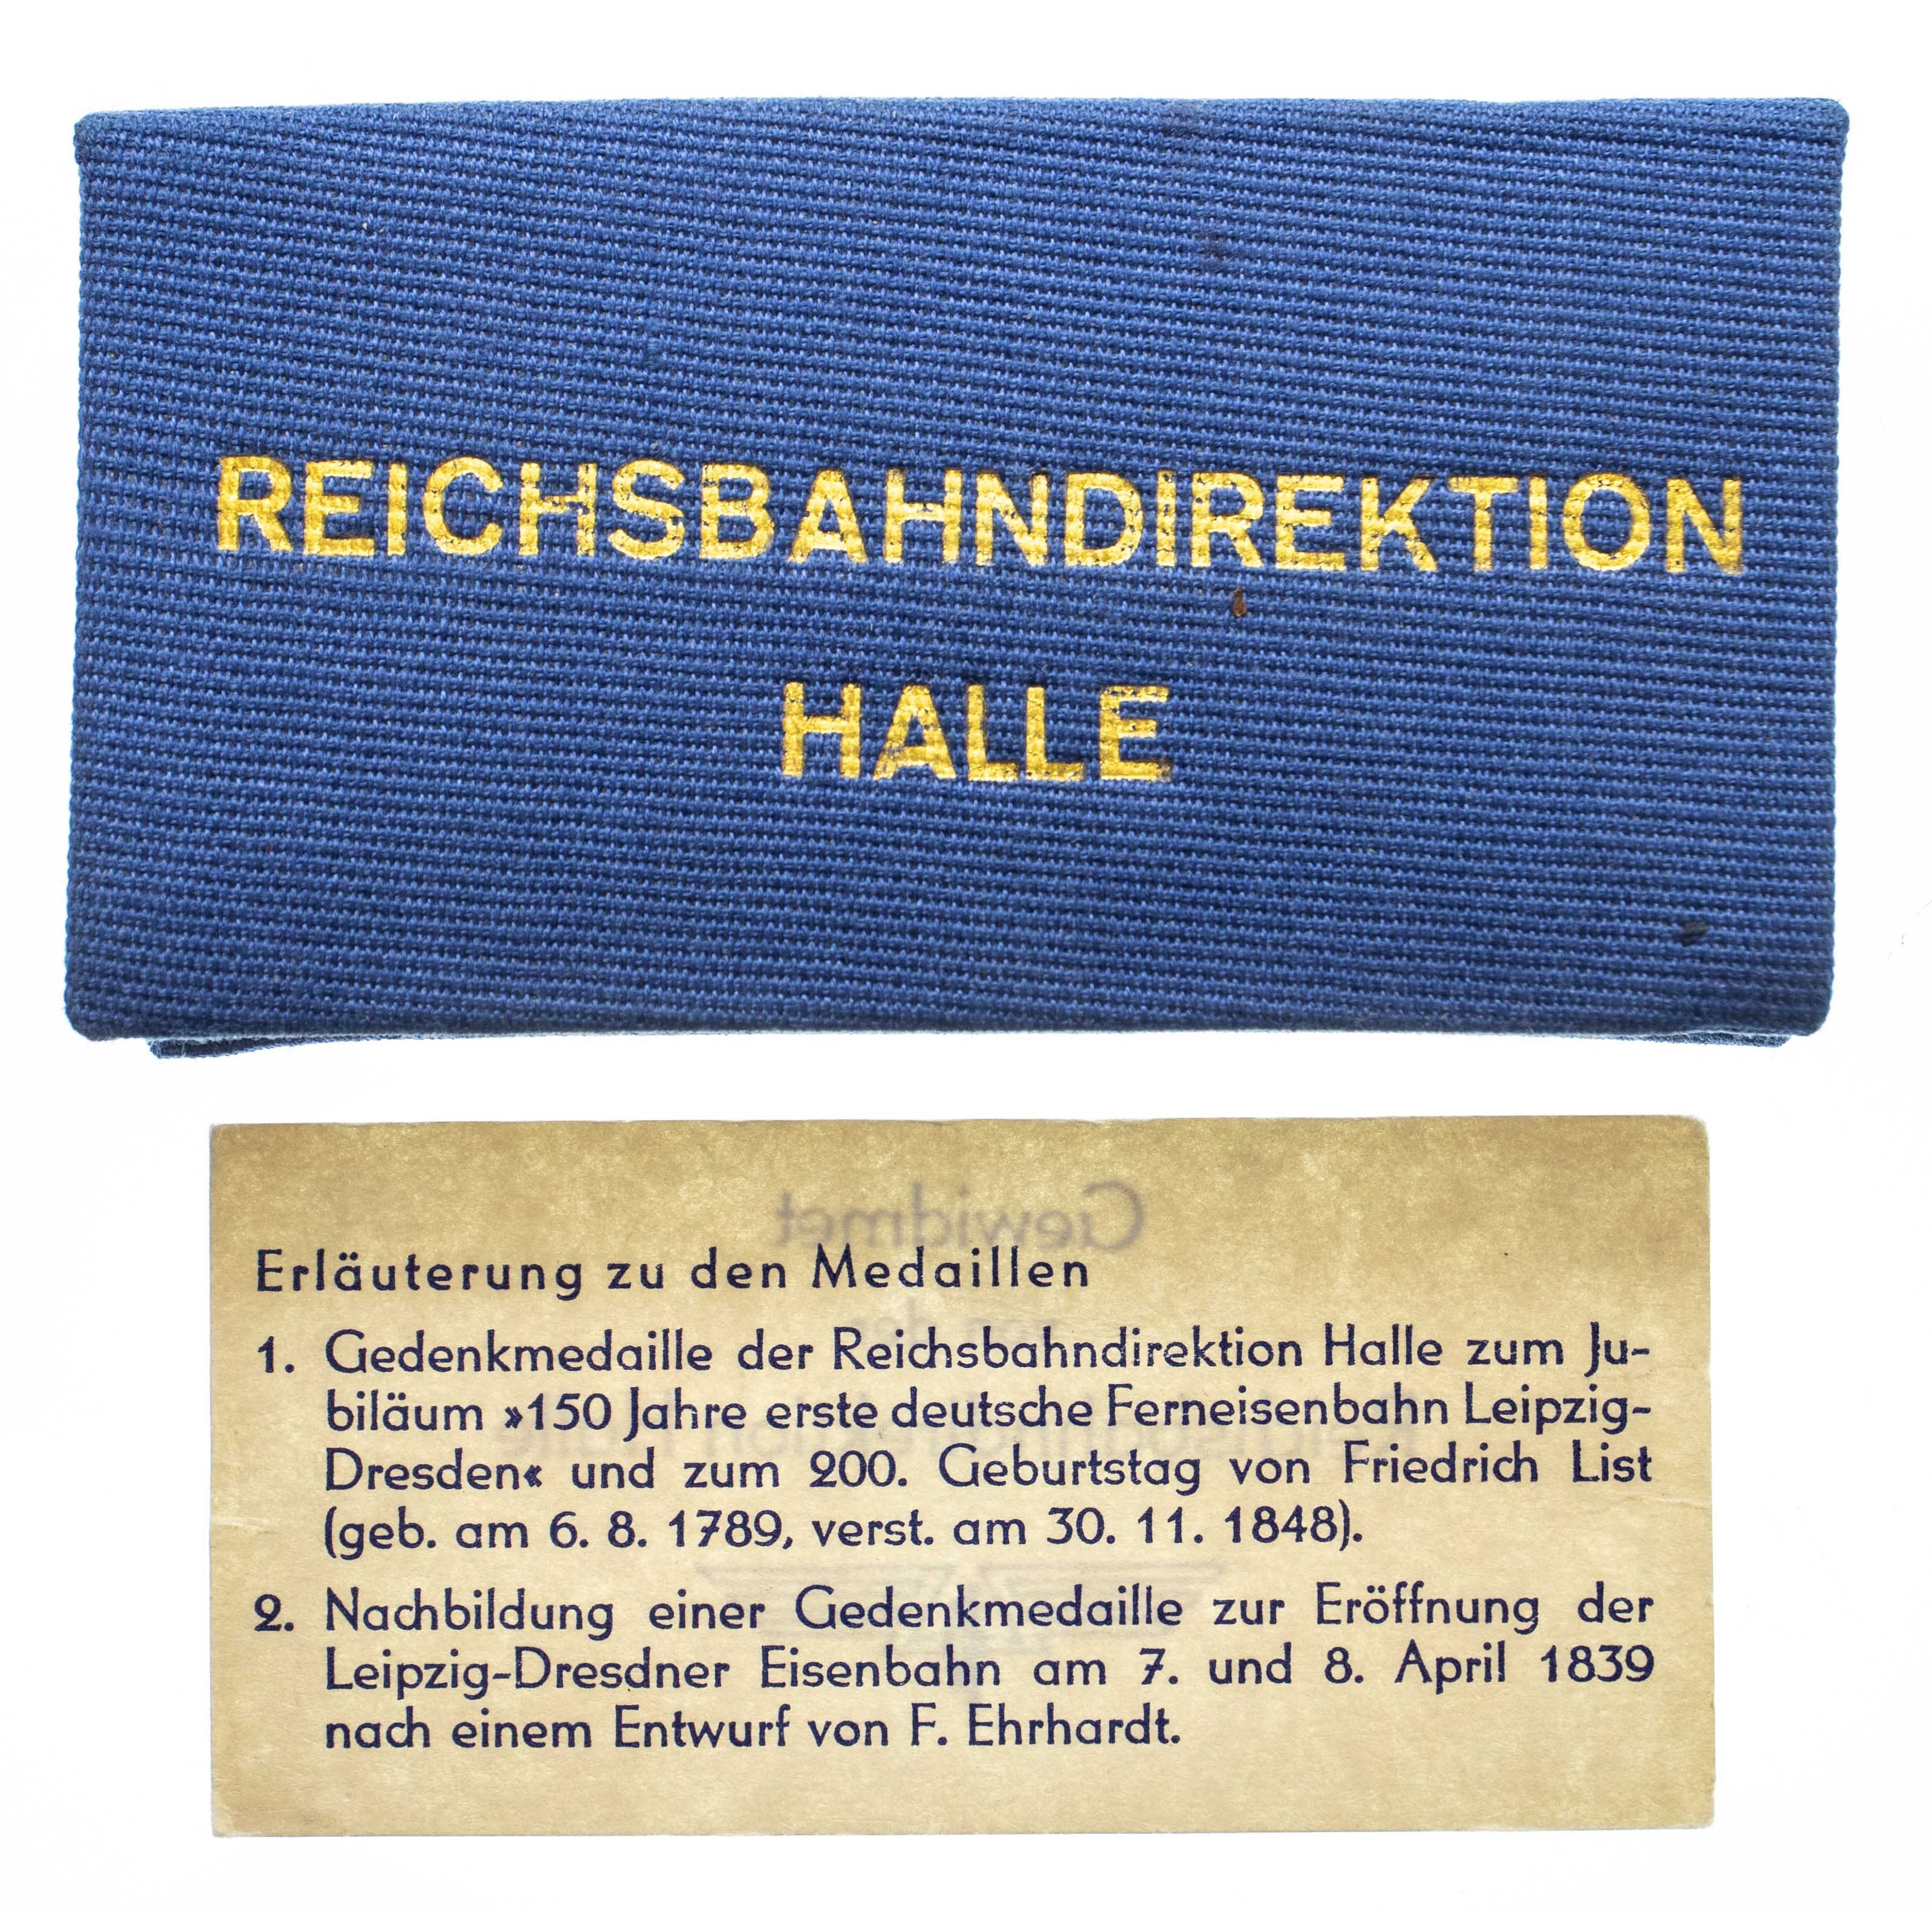 REICHSBAHNDIREKTION
HALLE
Gewidmet
Erläuterung zu den Medaillen
1. Gedenkmedaille der Reichsbahndirektion Halle zum Ju-
biläum »150 Jahre erste deutsche Ferneisenbahn Leipzig-
Dresden« und zum 200. Geburtstag von Friedrich List
(geb. am 6. 8. 1789, verst. am 30. 11. 1848).
2. Nachbildung einer Gedenkmedaille zur Eröffnung der
Leipzig-Dresdner Eisenbahn am 7. und 8. April 1839
nach einem Entwurf von F. Ehrhardt.